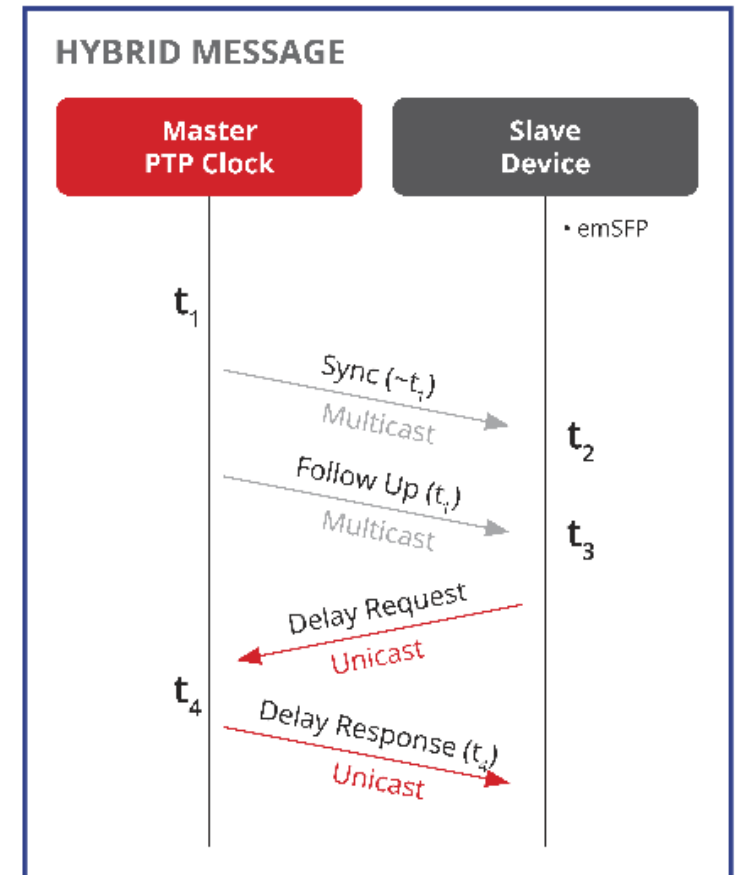 HYBRID MESSAGE
Master
PTP Clock
Slave
Device
• emSFP
t₁
Sync (~t₁)
Multicast
t₂
Follow Up (t₁)
Multicast
t₃
Delay Request
Unicast
t₄
Delay Response (t₄)
Unicast